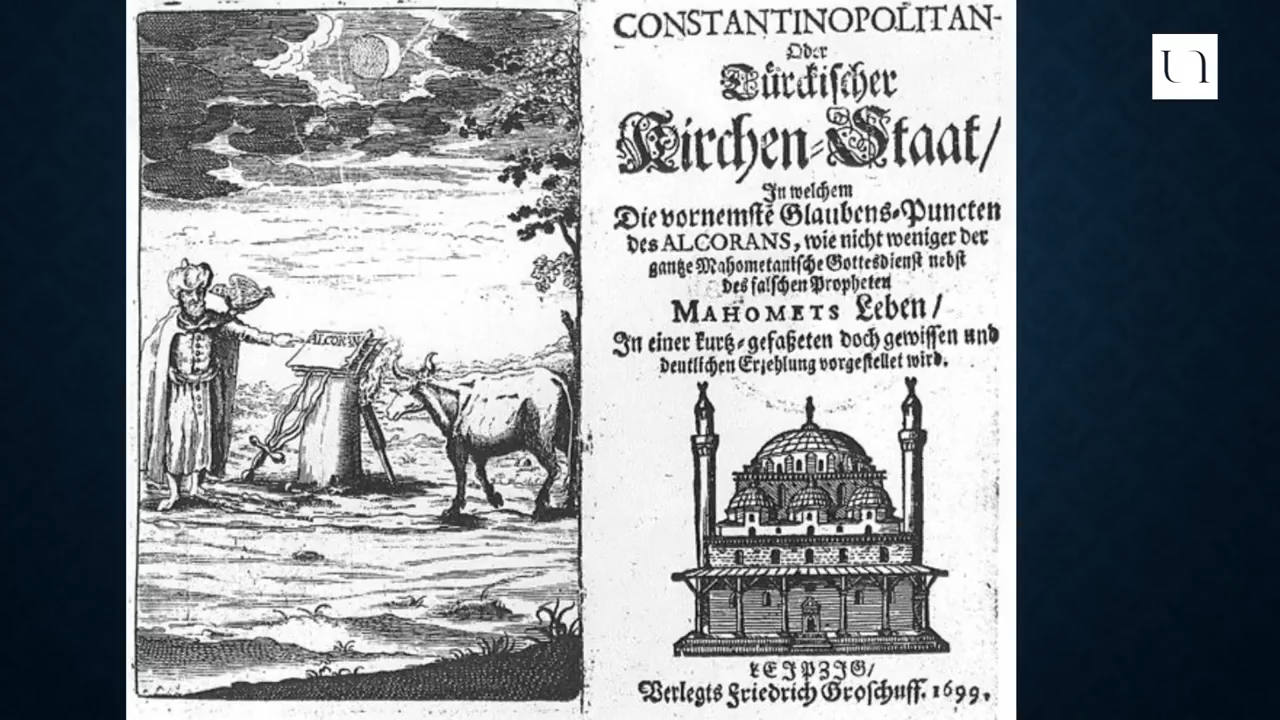 ALCORAN
CONSTANTINOPOLITAN-
Oder
Türckischer
Kirchen-Staat/
In welchem
Die vornemste Glaubens-Puncten
des ALCORANS, wie nicht weniger der
gantze Mahometanische Gottesdienst nebst
des falschen Propheten
MAHOMETS Leben/
In einer kurtz-gefaßeten doch gewissen und
deutlichen Erzehlung vorgestellet wird.
LEIPZIG/
Verlegts Friedrich Groschuff. 1699.